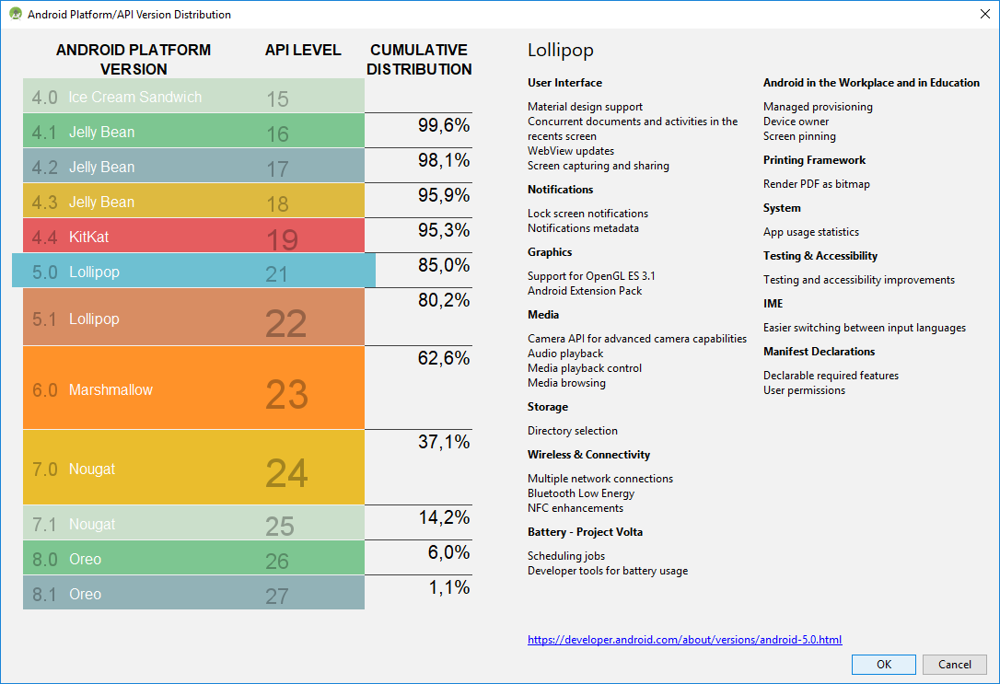 Android Platform/API Version Distribution
ANDROID PLATFORM
VERSION
API LEVEL
CUMULATIVE
DISTRIBUTION
4.0 Ice Cream Sandwich 15
99,6%
4.1 Jelly Bean 16
98,1%
4.2 Jelly Bean 17
95,9%
4.3 Jelly Bean 18
95,3%
4.4 KitKat 19
85,0%
5.0 Lollipop 21
80,2%
5.1 Lollipop 22
62,6%
6.0 Marshmallow 23
37,1%
7.0 Nougat 24
14,2%
7.1 Nougat 25
6,0%
8.0 Oreo 26
1,1%
8.1 Oreo 27
Lollipop
User Interface
Material design support
Concurrent documents and activities in the
recents screen
WebView updates
Screen capturing and sharing
Notifications
Lock screen notifications
Notifications metadata
Graphics
Support for OpenGL ES 3.1
Android Extension Pack
Media
Camera API for advanced camera capabilities
Audio playback
Media playback control
Media browsing
Storage
Directory selection
Wireless & Connectivity
Multiple network connections
Bluetooth Low Energy
NFC enhancements
Battery - Project Volta
Scheduling jobs
Developer tools for battery usage
Android in the Workplace and in Education
Managed provisioning
Device owner
Screen pinning
Printing Framework
Render PDF as bitmap
System
App usage statistics
Testing & Accessibility
Testing and accessibility improvements
IME
Easier switching between input languages
Manifest Declarations
Declarable required features
User permissions
https://developer.android.com/about/versions/android-5.0.html
OK
Cancel